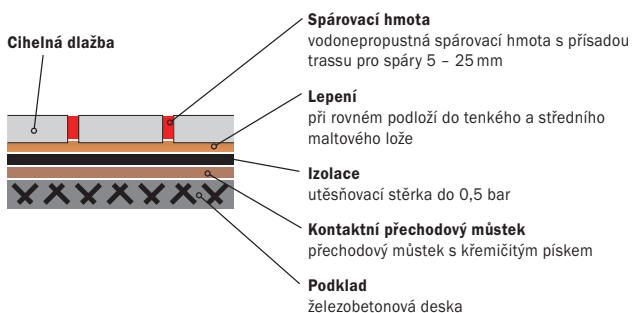 Cihelná dlažba
Spárovací hmota
vodonepropustná spárovací hmota s přísadou
trassu pro spáry 5 – 25 mm
Lepení
při rovném podloží do tenkého a středního
maltového lože
Izolace
utěsňovací stěrka do 0,5 bar
Kontaktní přechodový můstek
přechodový můstek s křemičitým pískem
Podklad
železobetonová deska